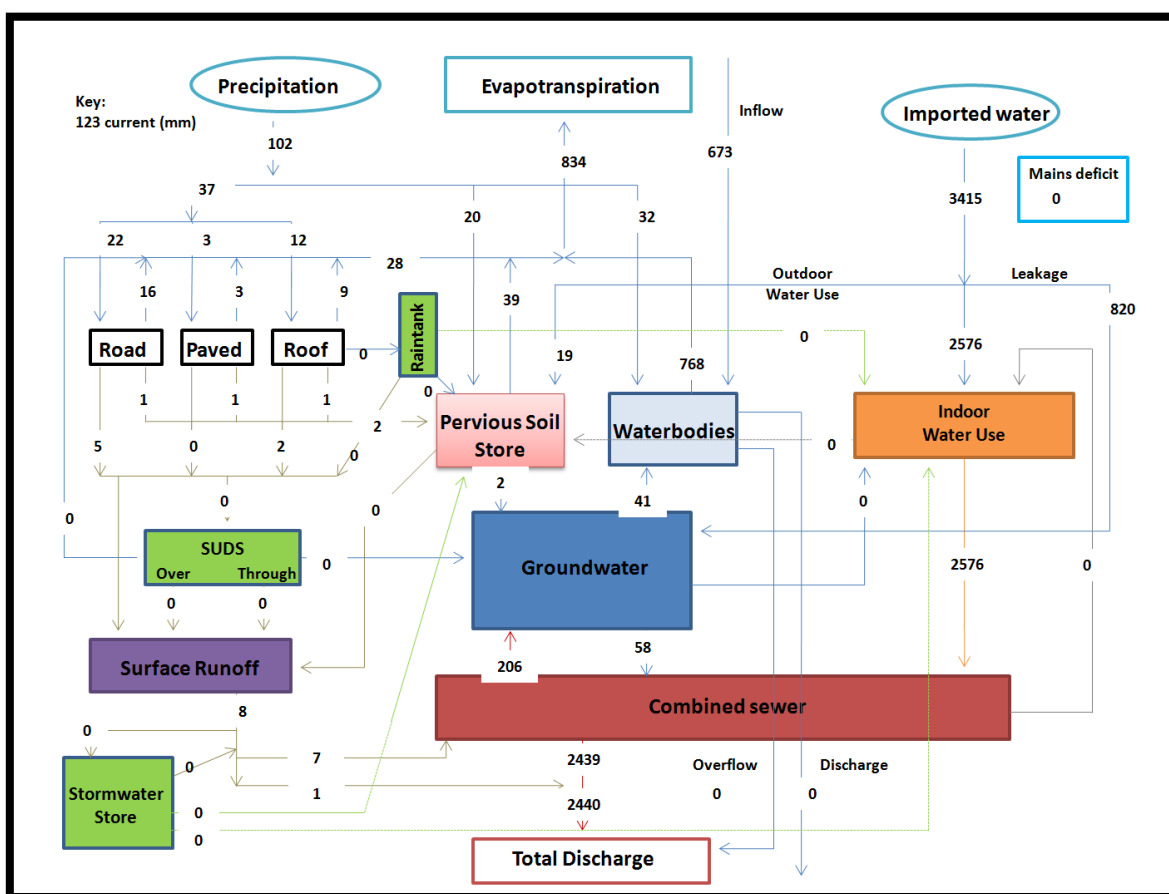 Precipitation
Evapotranspiration
Imported water
Key:
123 current (mm)
Inflow
102
834
673
3415
Mains deficit
0
37
20
32
22
3
12
28
Outdoor
Water Use
Leakage
16
3
9
39
820
0
Road
Paved
Roof
0
Raintank
19
768
2576
0
1
1
1
2
Pervious Soil
Store
Waterbodies
Indoor
Water Use
5
0
2
0
0
2
41
0
0
0
0
SUDS
Over
Through
0
Groundwater
2576
0
0
0
58
Surface Runoff
206
8
Combined sewer
0
0
7
2439
Overflow
Discharge
Stormwater
Store
1
0
0
0
2440
0
Total Discharge